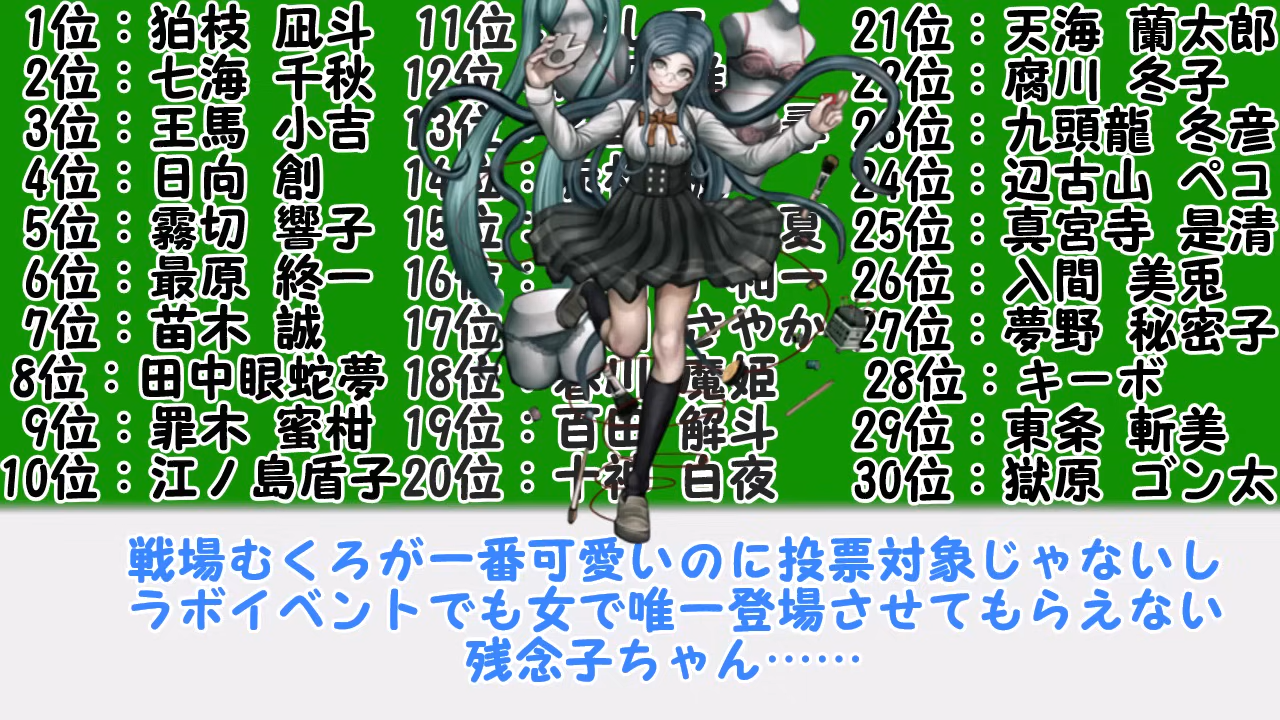 1位：狛枝 凪斗
2位：七海 千秋
3位：王馬 小吉
4位：日向 創
5位：霧切 響子
6位：最原 終一
7位：苗木 誠
8位：田中眼蛇夢
9位：罪木 蜜柑
10位：江ノ島盾子
11位
12位
13位
14位：
15位： 夏
16位 和一
17位 さやか
18位：春川 魔姫
19位：百田 解斗
20位：十神 白夜
21位：天海 蘭太郎
22位：腐川 冬子
23位：九頭龍 冬彦
24位：辺古山 ペコ
25位：真宮寺 是清
26位：入間 美兎
27位：夢野 秘密子
28位：キーボ
29位：東条 斬美
30位：獄原 ゴン太
戦場むくろが一番可愛いのに投票対象じゃないし
ラボイベントでも女で唯一登場させてもらえない
残念子ちゃん……